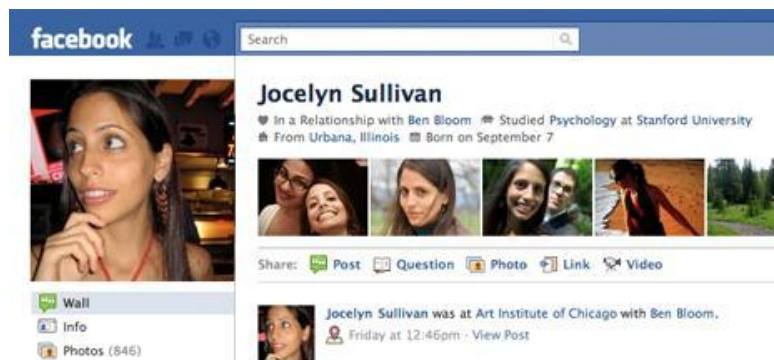 facebook
Search
Jocelyn Sullivan
In a Relationship with Ben Bloom Studied Psychology at Stanford University
From Urbana, Illinois Born on September 7
Share: Post Question Photo Link Video
Wall
Info
Photos (846)
Jocelyn Sullivan was at Art Institute of Chicago with Ben Bloom.
Friday at 12:46pm · View Post